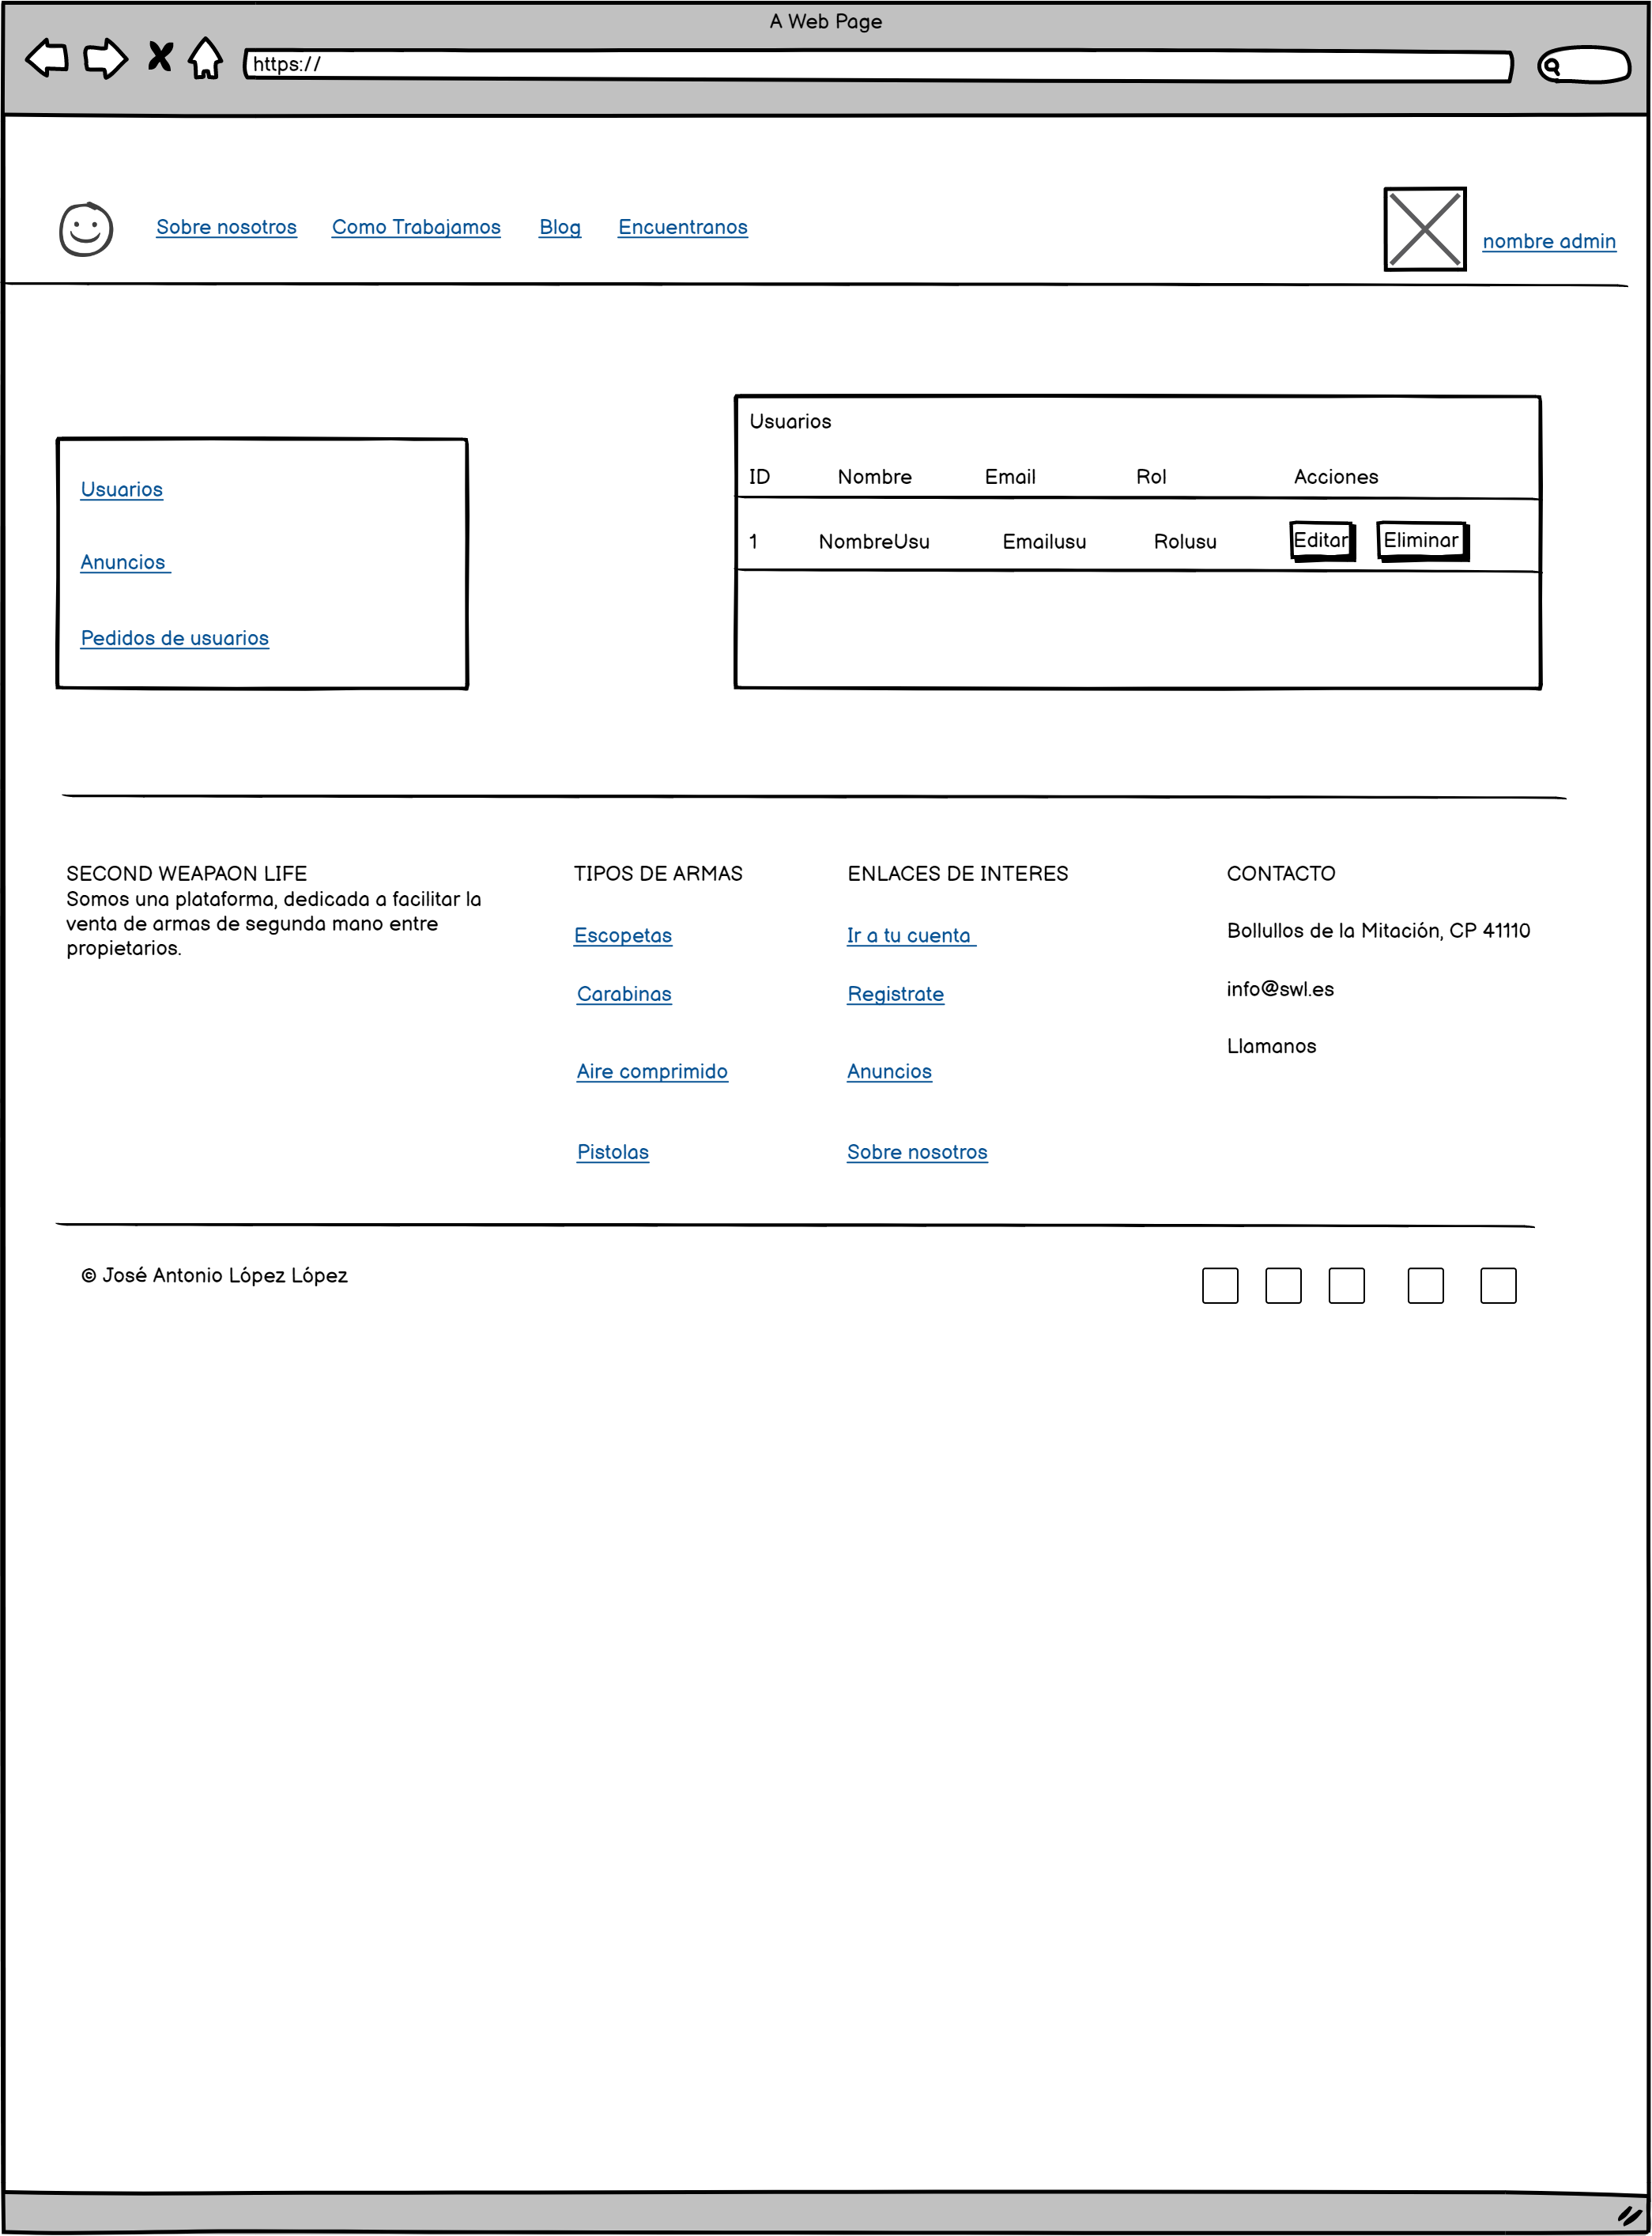 A Web Page
https://
Sobre nosotros Como Trabajamos Blog Encuentranos
nombre admin
Usuarios
Anuncios
Pedidos de usuarios
Usuarios
ID Nombre Email Rol Acciones
1 NombreUsu Emailusu Rolusu Editar Eliminar
SECOND WEAPAON LIFE
Somos una plataforma, dedicada a facilitar la
venta de armas de segunda mano entre
propietarios.
TIPOS DE ARMAS
Escopetas
Carabinas
Aire comprimido
Pistolas
ENLACES DE INTERES
Ir a tu cuenta
Registrate
Anuncios
Sobre nosotros
CONTACTO
Bollullos de la Mitación, CP 41110
info@swl.es
Llamanos
© José Antonio López López